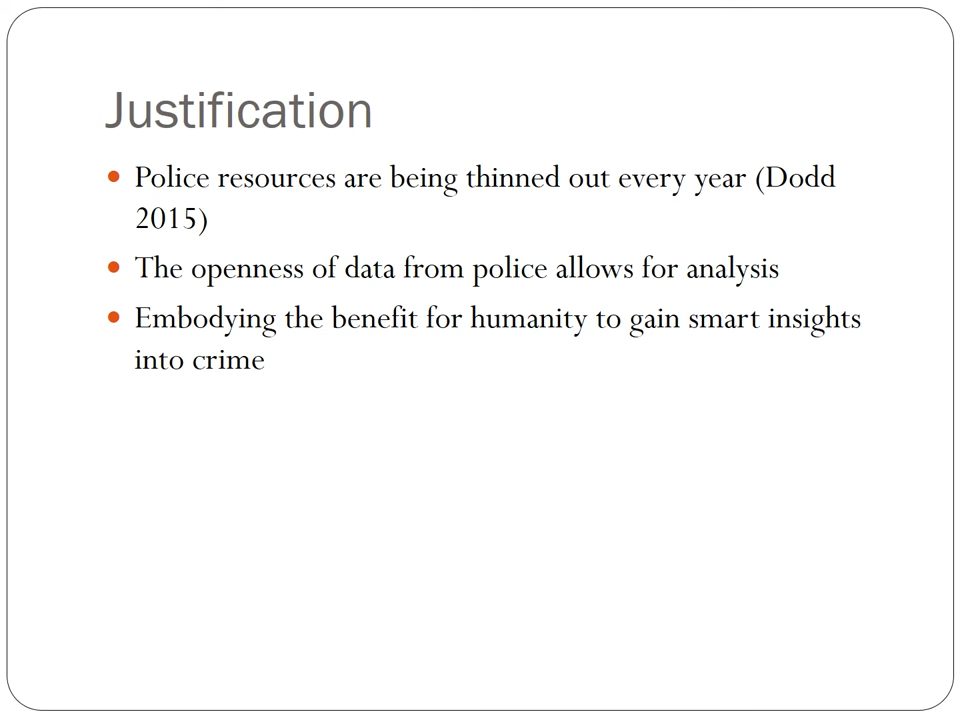 Justification
• Police resources are being thinned out every year (Dodd
2015)
• The openness of data from police allows for analysis
• Embodying the benefit for humanity to gain smart insights
into crime